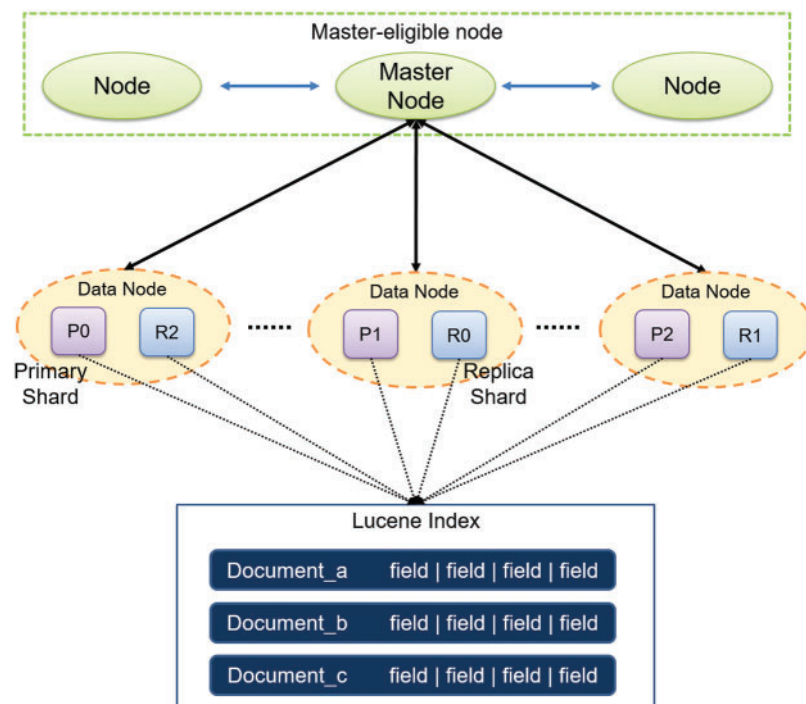 Master-eligible node
Node
Master
Node
Node
Data Node
P0
R2
Primary
Shard
......
Data Node
P1
R0
Replica
Shard
......
Data Node
P2
R1
Lucene Index
Document_a field | field | field | field
Document_b field | field | field | field
Document_c field | field | field | field